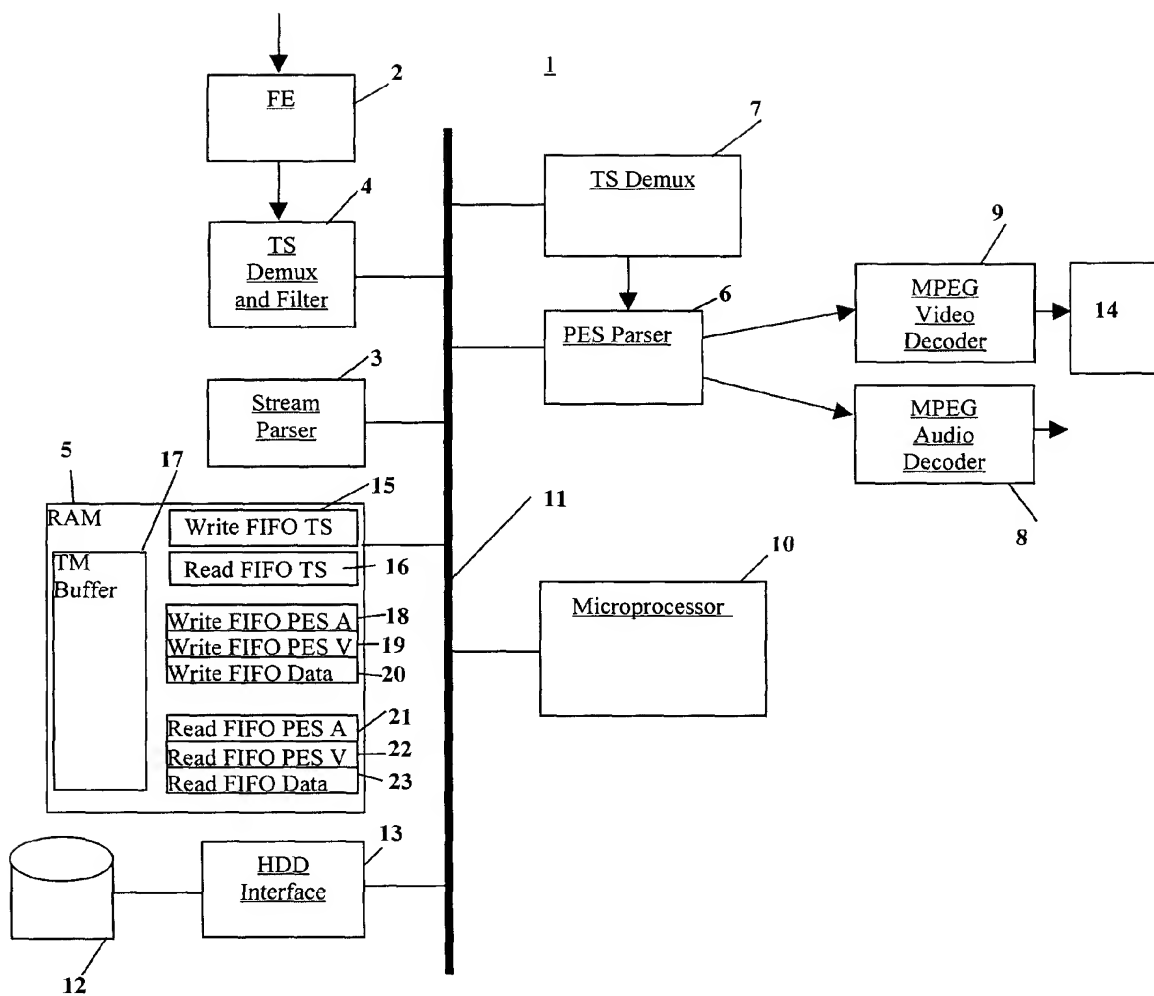 1
2
FE
7
TS Demux
4
TS
Demux
and Filter
9
MPEG
Video
Decoder
14
6
PES Parser
3
Stream
Parser
MPEG
Audio
Decoder
8
5
17
15
RAM
Write FIFO TS
TM
Buffer
Read FIFO TS
16
11
10
Microprocessor
Write FIFO PES A
18
Write FIFO PES V
19
Write FIFO Data
20
Read FIFO PES A
21
Read FIFO PES V
22
Read FIFO Data
23
13
HDD
Interface
12